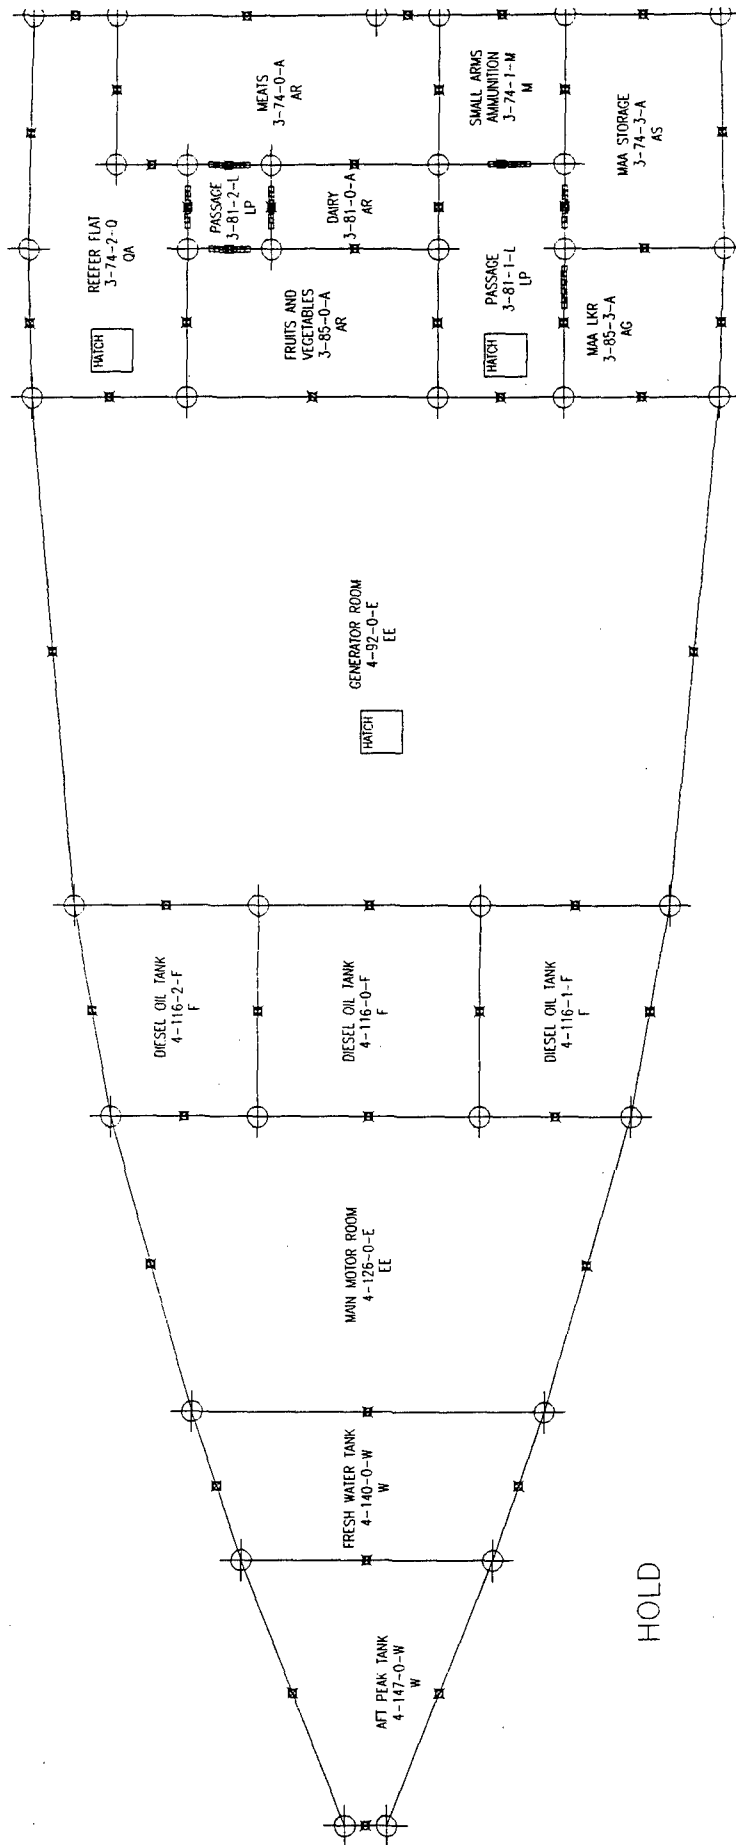 REEFER FLAT
3-74-2-Q
QA
HATCH
MEATS
3-74-0-A
AR
PASSAGE
3-81-2-L
LP
DAIRY
3-81-0-A
AR
FRUITS AND
VEGETABLES
3-85-0-A
AR
SMALL ARMS
AMMUNITION
3-74-1-M
M
PASSAGE
3-81-1-L
LP
HATCH
MAA STORAGE
3-74-3-A
AS
MAA LKR
3-85-3-A
AG
GENERATOR ROOM
4-92-0-E
EE
HATCH
DIESEL OIL TANK
4-116-2-F
F
DIESEL OIL TANK
4-116-0-F
F
DIESEL OIL TANK
4-116-1-F
F
MAIN MOTOR ROOM
4-126-0-E
EE
FRESH WATER TANK
4-140-0-W
W
AFT PEAK TANK
4-147-0-W
W
HOLD